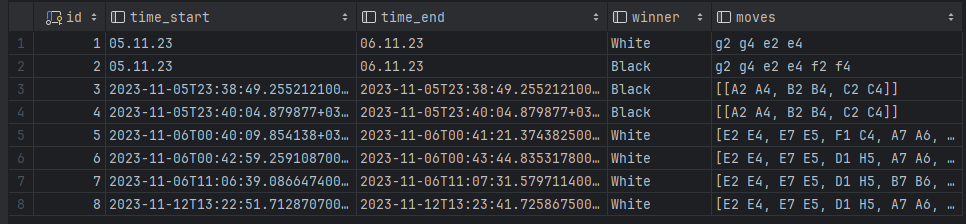 id time_start time_end winner moves
1 1 05.11.23 06.11.23 White g2 g4 e2 e4
2 2 05.11.23 06.11.23 Black g2 g4 e2 e4 f2 f4
3 3 2023-11-05T23:38:49.255212100… 2023-11-05T23:38:49.255212100… Black [[A2 A4, B2 B4, C2 C4]]
4 4 2023-11-05T23:40:04.879877+03… 2023-11-05T23:40:04.879877+03… Black [[A2 A4, B2 B4, C2 C4]]
5 5 2023-11-06T00:40:09.854138+03… 2023-11-06T00:41:21.374382500… White [E2 E4, E7 E5, F1 C4, A7 A6, …
6 6 2023-11-06T00:42:59.259108700… 2023-11-06T00:43:44.835317800… White [E2 E4, E7 E5, D1 H5, A7 A6, …
7 7 2023-11-06T11:06:39.086647400… 2023-11-06T11:07:31.579711400… White [E2 E4, E7 E5, D1 H5, B7 B6, …
8 8 2023-11-12T13:22:51.712870700… 2023-11-12T13:23:41.725867500… White [E2 E4, E7 E5, D1 H5, A7 A6, …